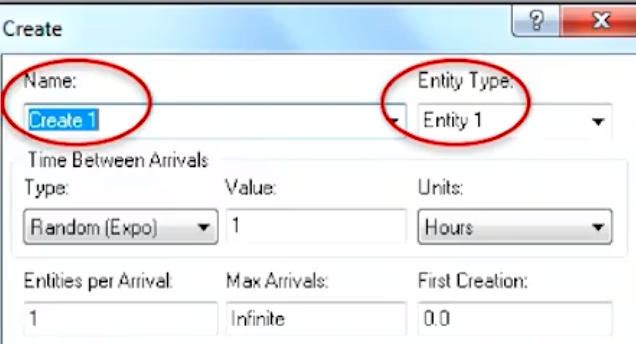 Create
Name: Entity Type:
Create 1 Entity 1
Time Between Arrivals
Type: Value: Units:
Random (Expo) 1 Hours
Entities per Arrival: Max Arrivals: First Creation:
1 Infinite 0.0